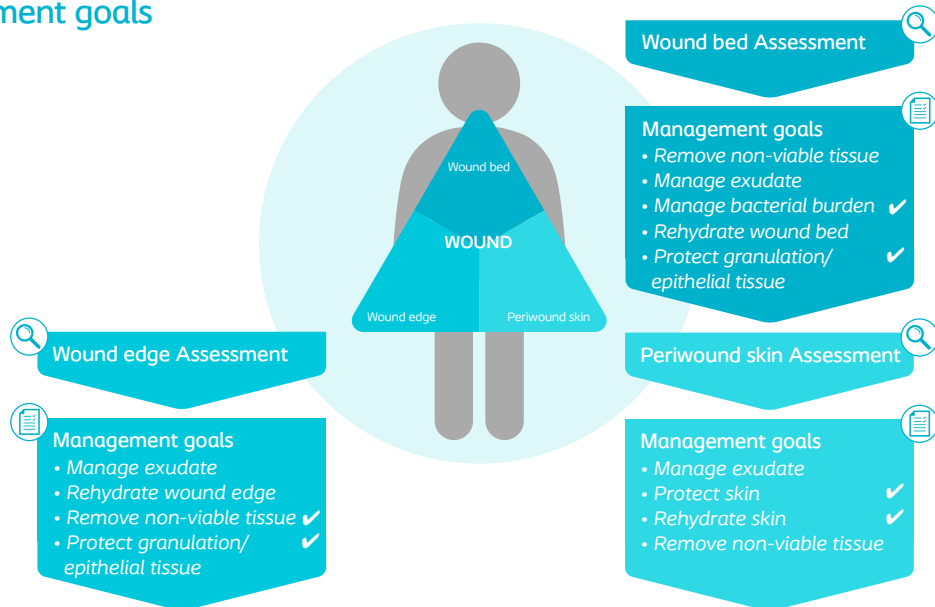 ment goals
Wound bed Assessment
Management goals
• Remove non-viable tissue
• Manage exudate
• Manage bacterial burden ✔
• Rehydrate wound bed
• Protect granulation/ ✔
epithelial tissue
Wound bed
WOUND
Wound edge
Periwound skin
Wound edge Assessment
Management goals
• Manage exudate
• Rehydrate wound edge
• Remove non-viable tissue ✔
• Protect granulation/ ✔
epithelial tissue
Periwound skin Assessment
Management goals
• Manage exudate
• Protect skin ✔
• Rehydrate skin ✔
• Remove non-viable tissue